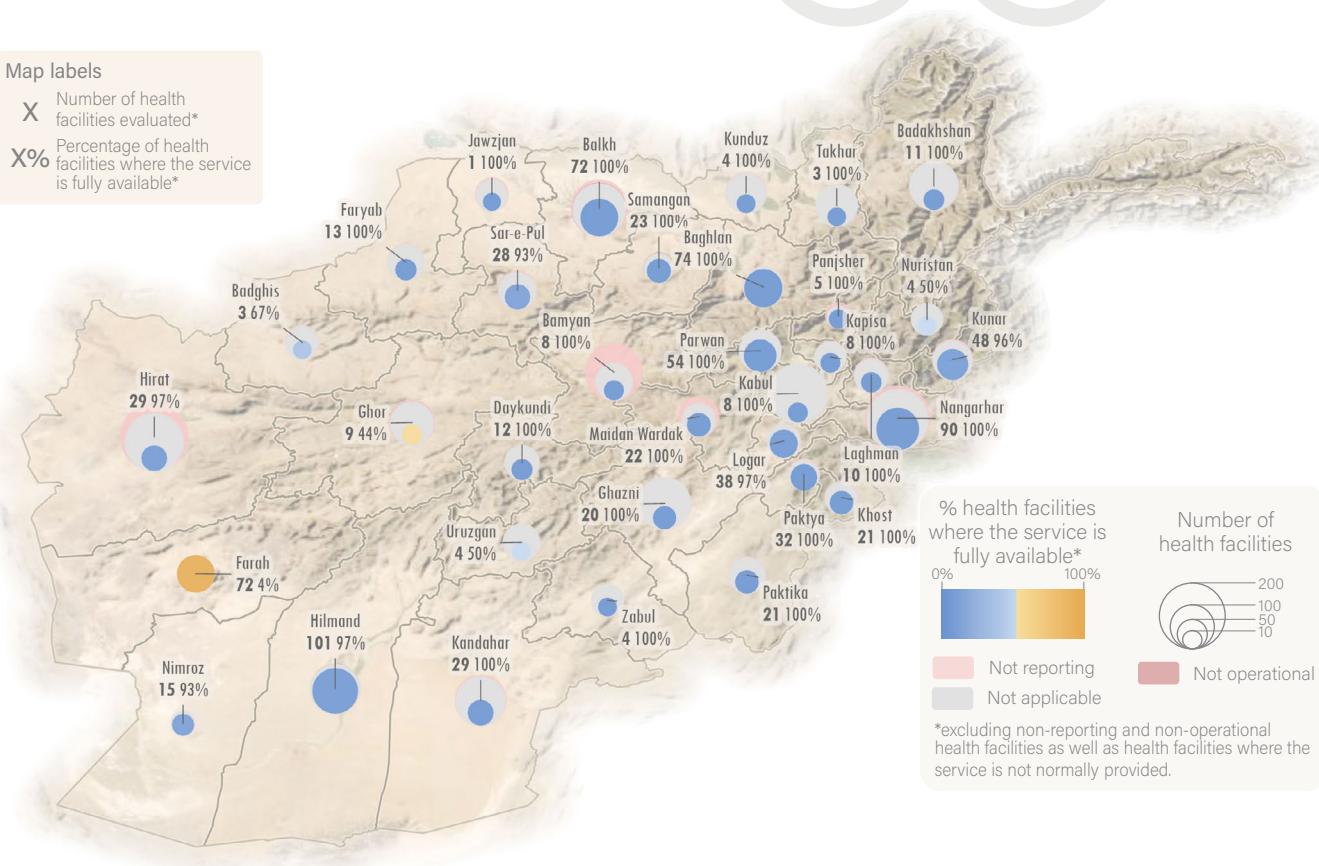 Map labels
X Number of health
facilities evaluated*
X% Percentage of health
facilities where the service
is fully available*
Jawzjan
1 100%
Balkh
72 100%
Kunduz
4 100%
Takhar
3 100%
Badakhshan
11 100%
Faryab
13 100%
Samangan
23 100%
Sar-e-Pul
28 93%
Baghlan
74 100%
Panjsher
5 100%
Nuristan
4 50%
Badghis
3 67%
Bamyan
8 100%
Parwan
54 100%
Kapisa
8 100%
Kunar
48 96%
Hirat
29 97%
Ghor
9 44%
Daykundi
12 100%
Maidan Wardak
22 100%
Kabul
8 100%
Nangarhar
90 100%
Logar
38 97%
Laghman
10 100%
Ghazni
20 100%
Paktya
32 100%
Khost
21 100%
Uruzgan
4 50%
Farah
72 4%
Paktika
21 100%
Zabul
4 100%
Hilmand
101 97%
Kandahar
29 100%
Nimroz
15 93%
% health facilities
where the service is
fully available*
0% 100%
Number of
health facilities
200
100
50
10
Not reporting
Not applicable
Not operational
*excluding non-reporting and non-operational
health facilities as well as health facilities where the
service is not normally provided.